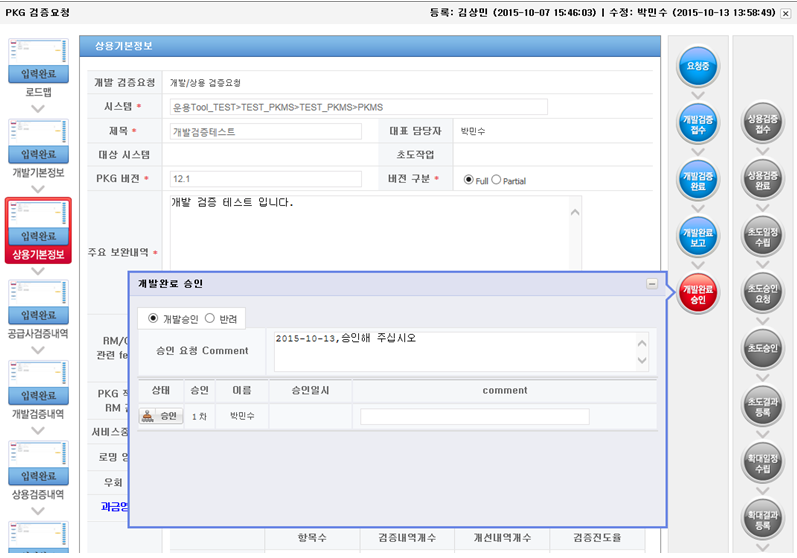 PKG 검증요청
등록: 김상민 (2015-10-07 15:46:03) | 수정: 박민수 (2015-10-13 13:58:49)
입력완료
로드맵
입력완료
개발기본정보
입력완료
상용기본정보
입력완료
공급사검증내역
입력완료
개발검증내역
입력완료
상용검증내역
입력완료
상용기본정보
개발 검증요청 개발/상용 검증요청
시스템 * 운용Tool_TEST>TEST_PKMS>TEST_PKMS>PKMS
제목 * 개발검증테스트 대표 담당자 박민수
대상 시스템 초도작업
PKG 버전 * 12.1 버전 구분 * Full Partial
주요 보완내역 * 개발 검증 테스트 입니다.
RM/
관련 fe
PKG
RM
서비스중
로밍
우회
과금영
개발완료 승인
개발승인 반려
승인 요청 Comment 2015-10-13,승인해 주십시오
상태 승인 이름 승인일시 comment
승인 1 차 박민수
항목수 검증내역개수 개선내역개수 검증진도율
요청중
개발검증
접수
개발검증
완료
개발완료
보고
개발완료
승인
상용검증
접수
상용검증
완료
초도일정
수립
초도승인
요청
초도승인
초도결과
등록
확대일정
수립
확대결과
등록